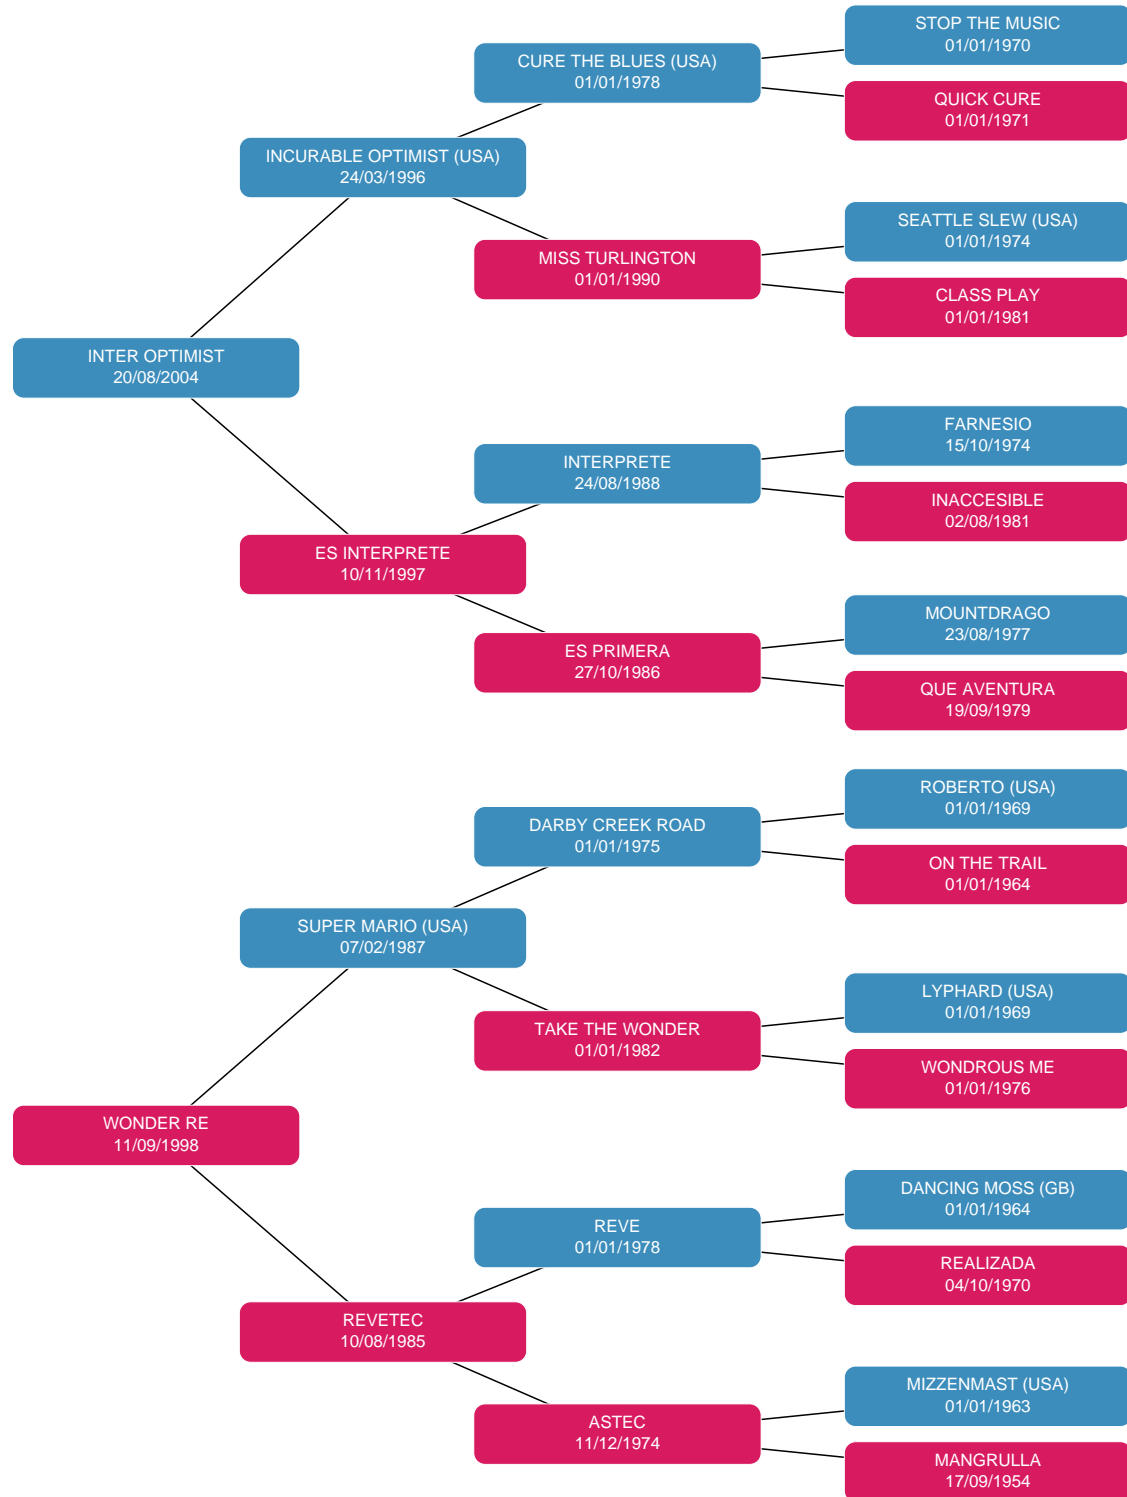 STOP THE MUSIC
01/01/1970
CURE THE BLUES (USA)
01/01/1978
QUICK CURE
01/01/1971
INCURABLE OPTIMIST (USA)
24/03/1996
SEATTLE SLEW (USA)
01/01/1974
MISS TURLINGTON
01/01/1990
CLASS PLAY
01/01/1981
INTER OPTIMIST
20/08/2004
FARNESIO
15/10/1974
INTERPRETE
24/08/1988
INACCESIBLE
02/08/1981
ES INTERPRETE
10/11/1997
MOUNTDRAGO
23/08/1977
ES PRIMERA
27/10/1986
QUE AVENTURA
19/09/1979
ROBERTO (USA)
01/01/1969
DARBY CREEK ROAD
01/01/1975
ON THE TRAIL
01/01/1964
SUPER MARIO (USA)
07/02/1987
LYPHARD (USA)
01/01/1969
TAKE THE WONDER
01/01/1982
WONDROUS ME
01/01/1976
WONDER RE
11/09/1998
DANCING MOSS (GB)
01/01/1964
REVE
01/01/1978
REALIZADA
04/10/1970
REVETEC
10/08/1985
MIZZENMAST (USA)
01/01/1963
ASTEC
11/12/1974
MANGRULLA
17/09/1954